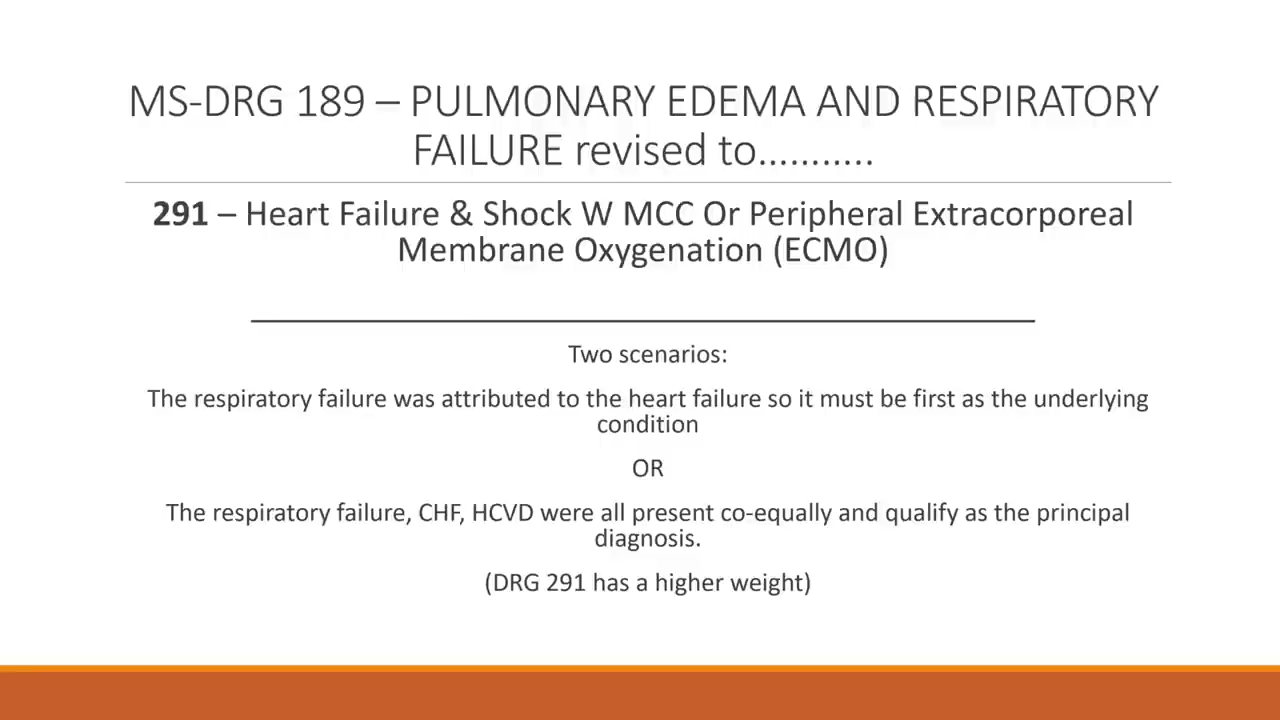 MS-DRG 189 – PULMONARY EDEMA AND RESPIRATORY
FAILURE revised to………..
291 – Heart Failure & Shock W MCC Or Peripheral Extracorporeal
Membrane Oxygenation (ECMO)
Two scenarios:
The respiratory failure was attributed to the heart failure so it must be first as the underlying
condition
OR
The respiratory failure, CHF, HCVD were all present co-equally and qualify as the principal
diagnosis.
(DRG 291 has a higher weight)